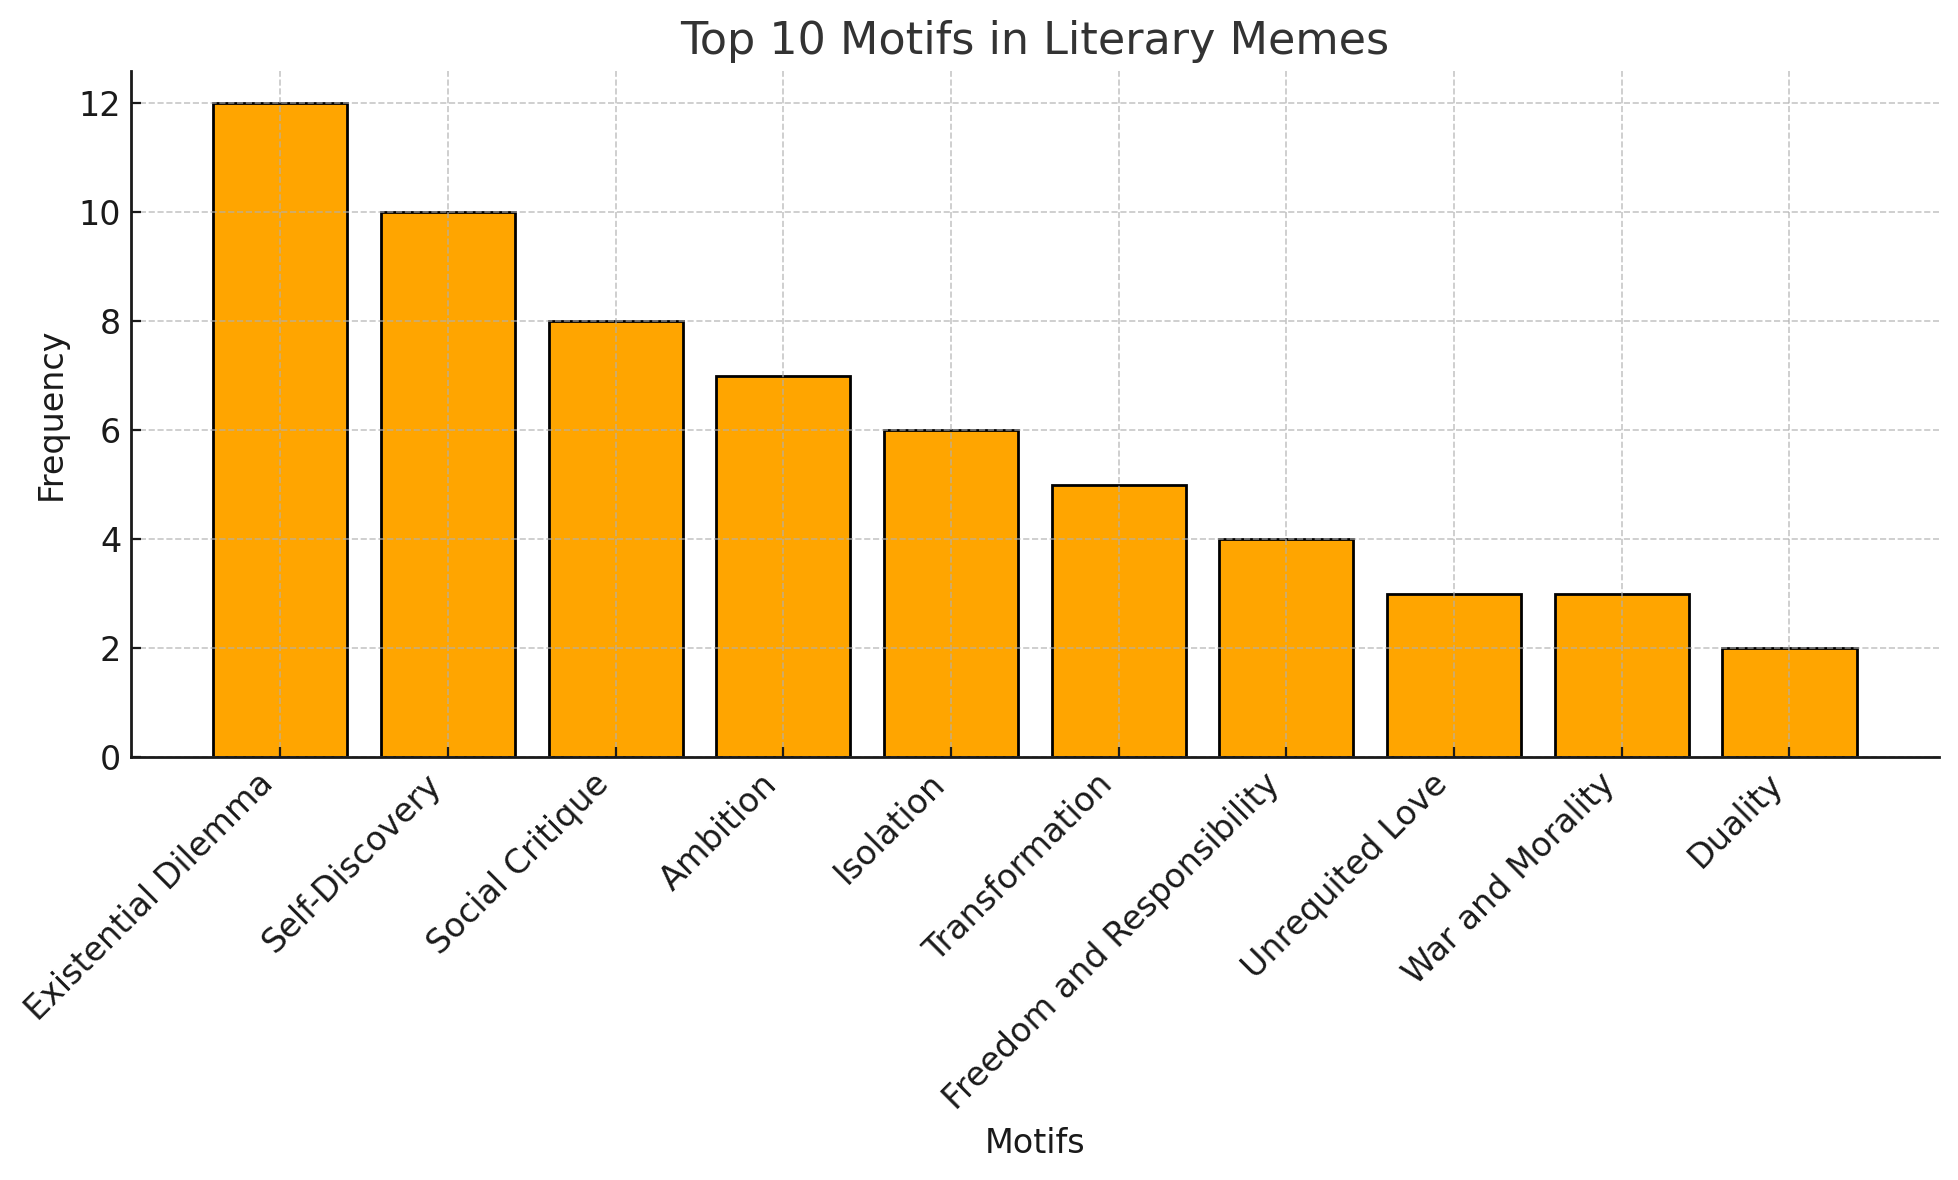 Top 10 Motifs in Literary Memes
Frequency
12
10
8
6
4
2
0
Existential Dilemma
Self-Discovery
Social Critique
Ambition
Isolation
Transformation
Freedom and Responsibility
Unrequited Love
War and Morality
Duality
Motifs